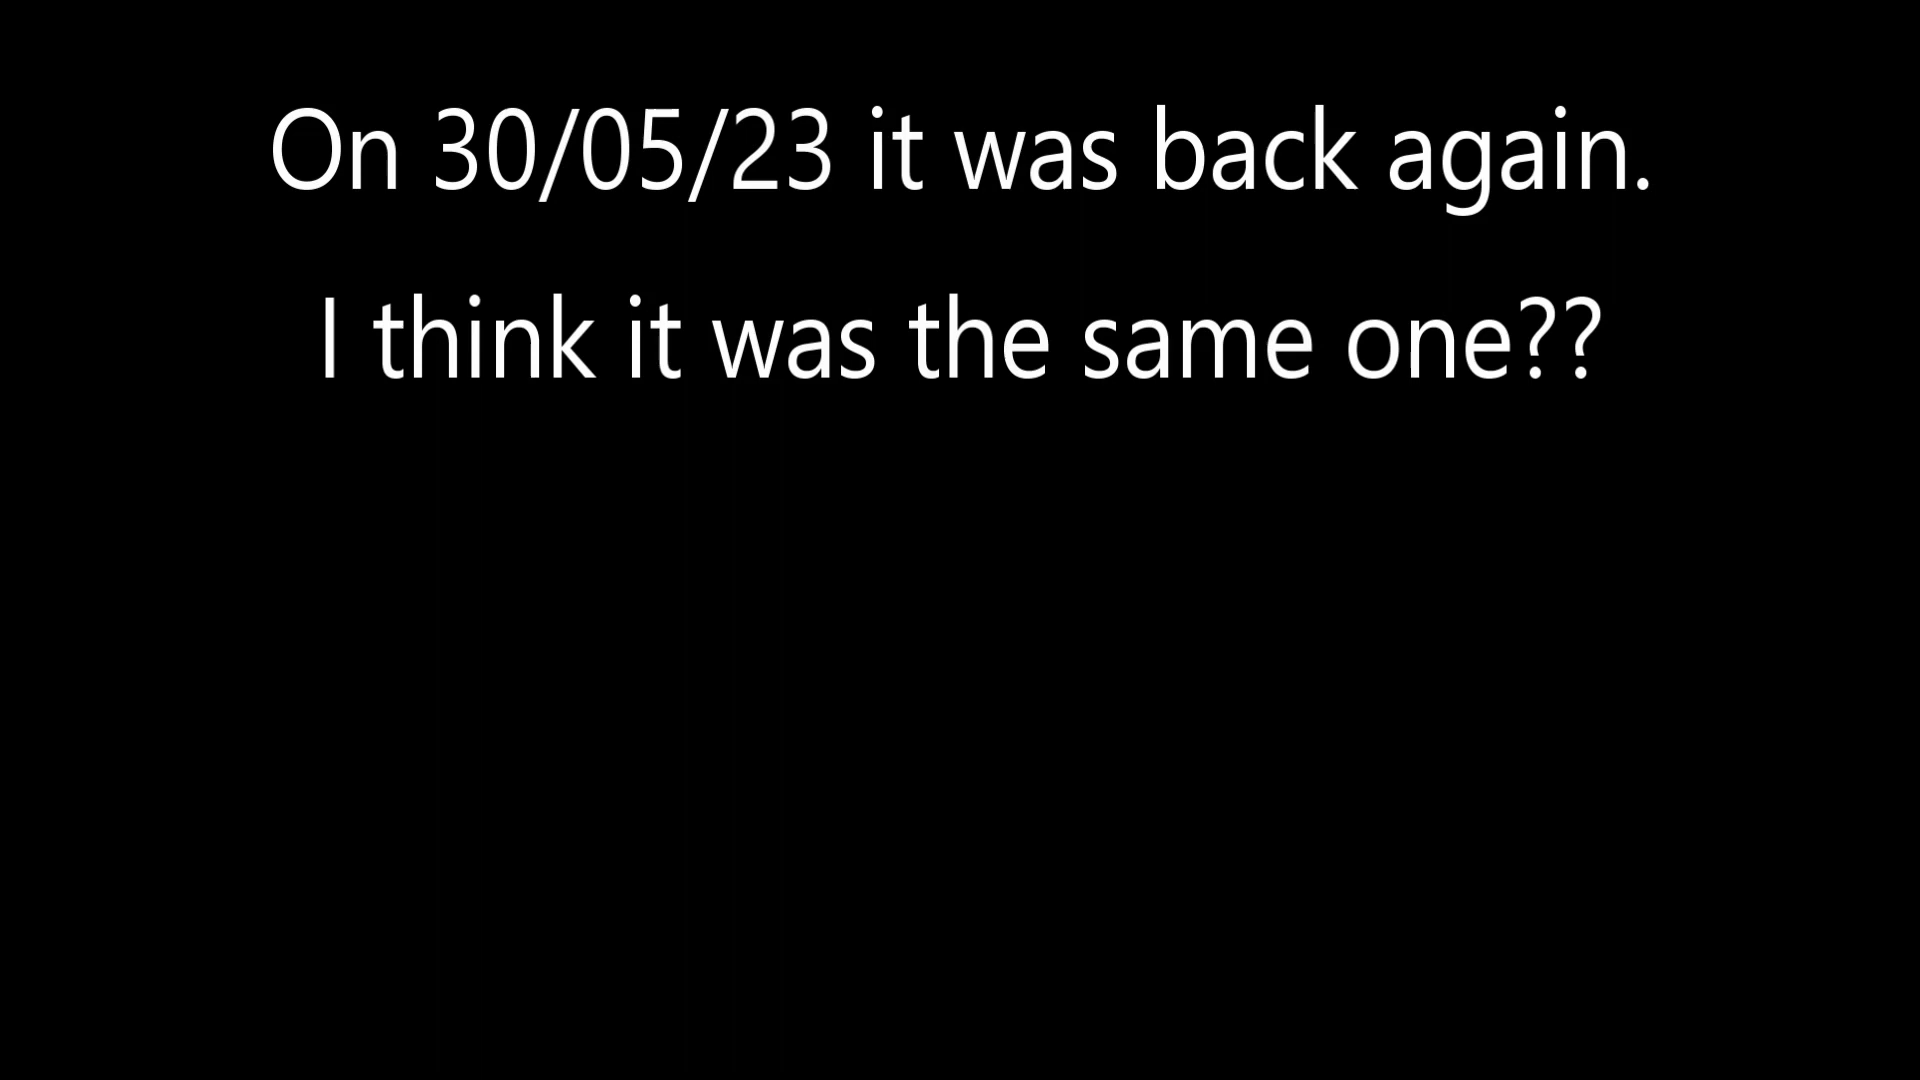 On 30/05/23 it was back again.
I think it was the same one??